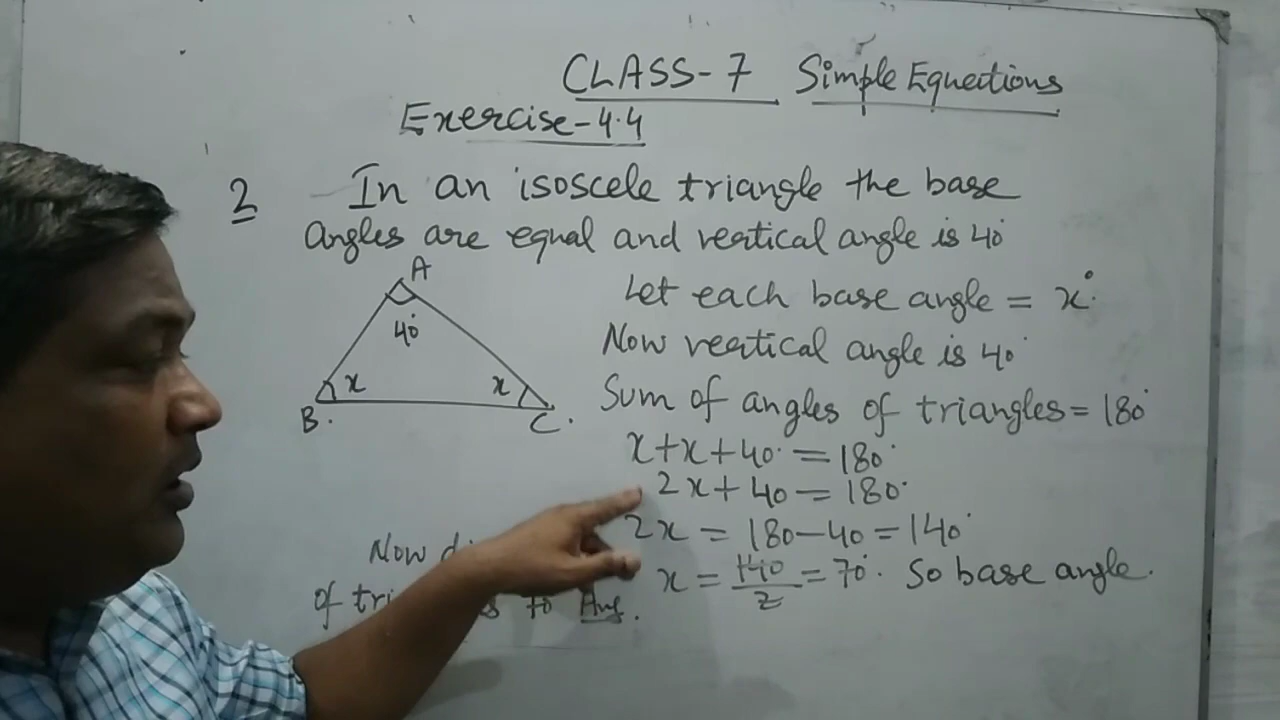 CLASS-7 Simple Equations
Exercise-4.4
2 In an isoscele triangle the base
angles are equal and vertical angle is 40°
A
40°
x
x
B.
C.
Let each base angle = x°.
Now vertical angle is 40°
Sum of angles of triangles = 180°
x+x+40° = 180°
2x+40 = 180°
2x = 180-40 = 140°
x = 140/2 = 70°. So base angle.
Now
of to Ans.